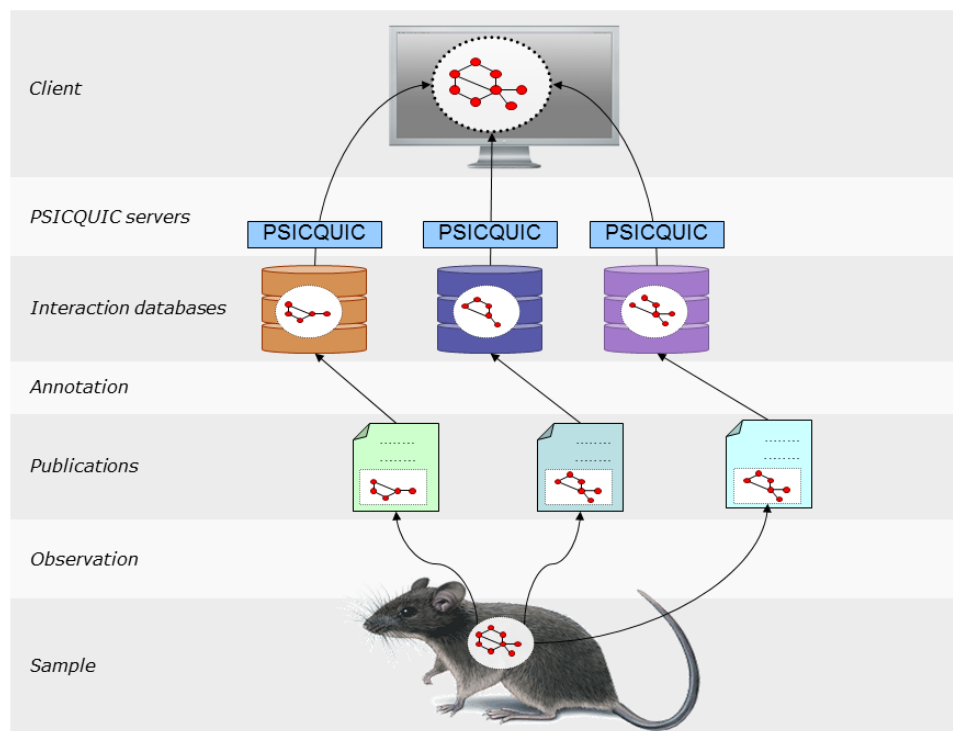 Client
PSICQUIC servers
PSICQUIC PSICQUIC PSICQUIC
Interaction databases
Annotation
Publications
Observation
Sample